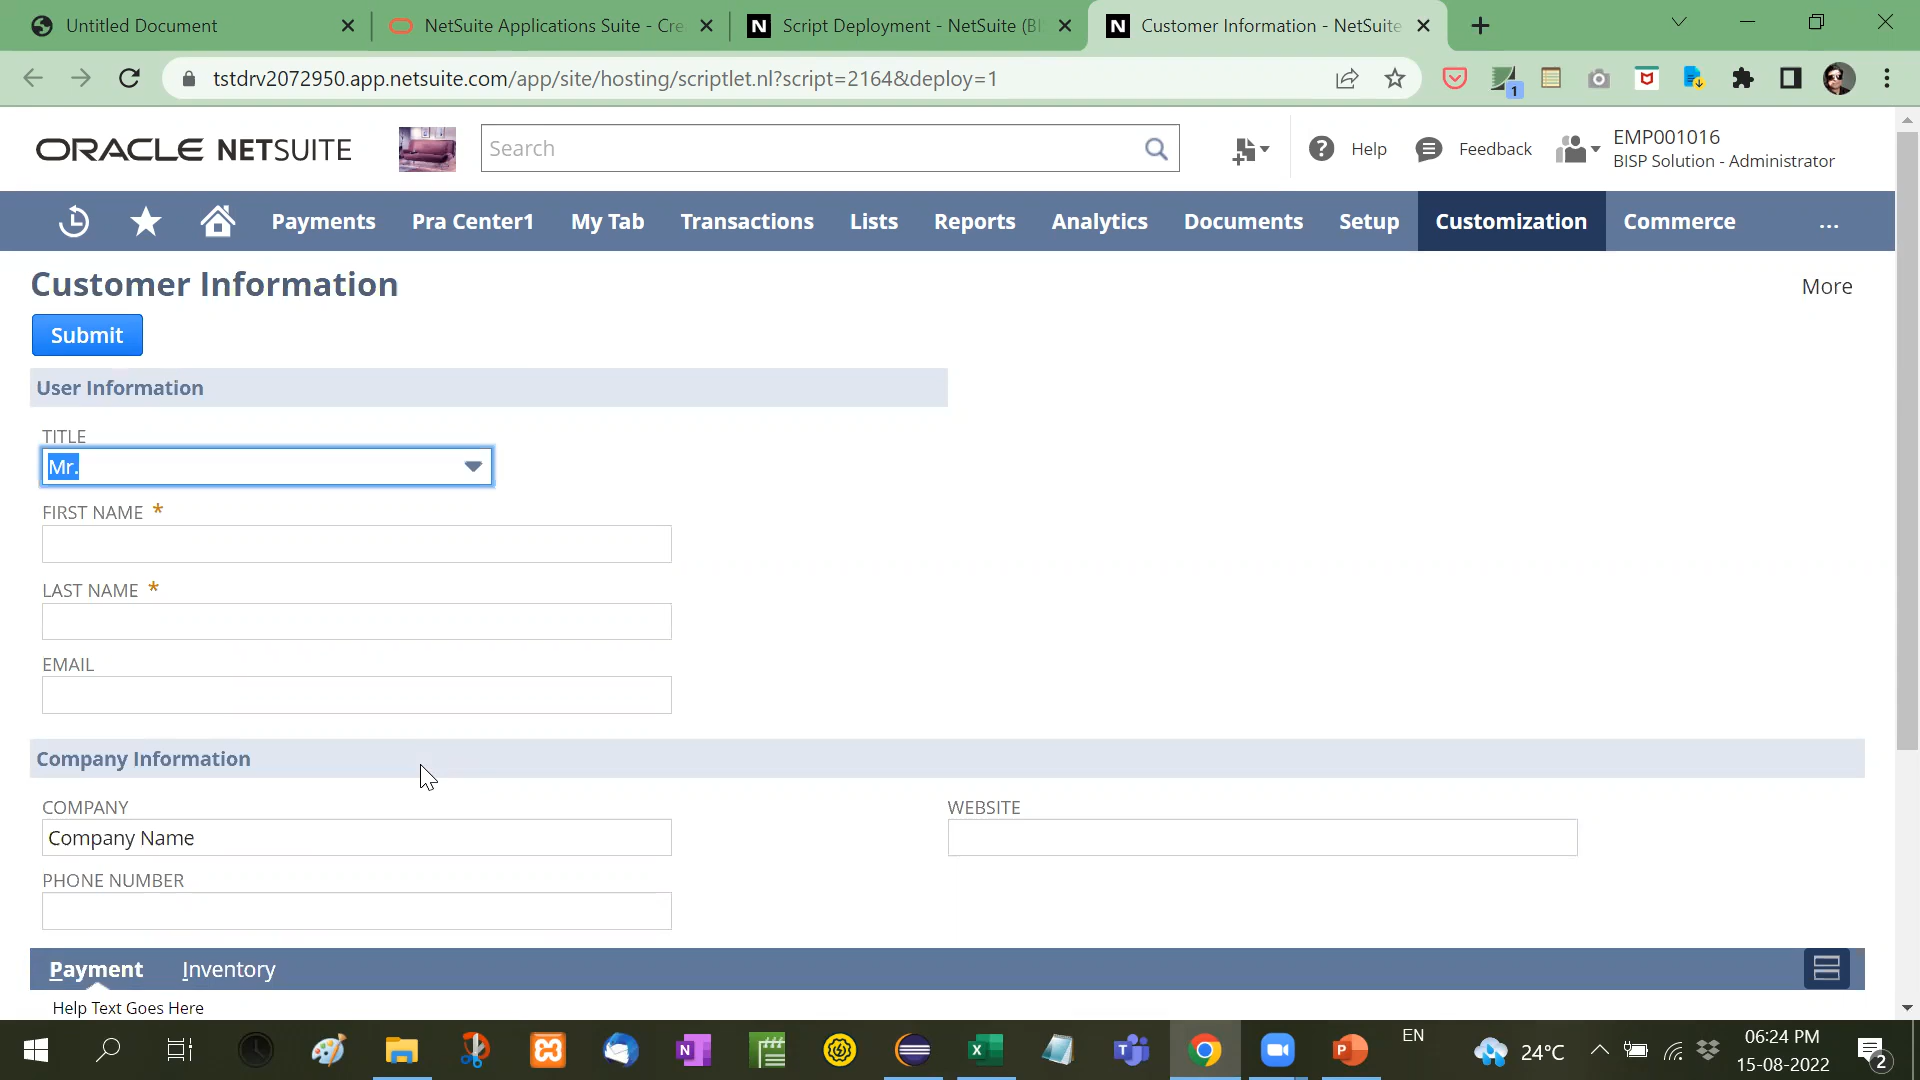 Untitled Document
NetSuite Applications Suite - Cre
Script Deployment - NetSuite (BI
Customer Information - NetSuite
tstdrv2072950.app.netsuite.com/app/site/hosting/scriptlet.nl?script=2164&deploy=1
1
ORACLE NETSUITE
Search
Help
Feedback
EMP001016
BISP Solution - Administrator
Payments
Pra Center1
My Tab
Transactions
Lists
Reports
Analytics
Documents
Setup
Customization
Commerce
...
Customer Information
More
Submit
User Information
TITLE
Mr.
FIRST NAME *
LAST NAME *
EMAIL
Company Information
COMPANY
WEBSITE
Company Name
PHONE NUMBER
Payment
Inventory
Help Text Goes Here
EN
24°C
06:24 PM
15-08-2022
2